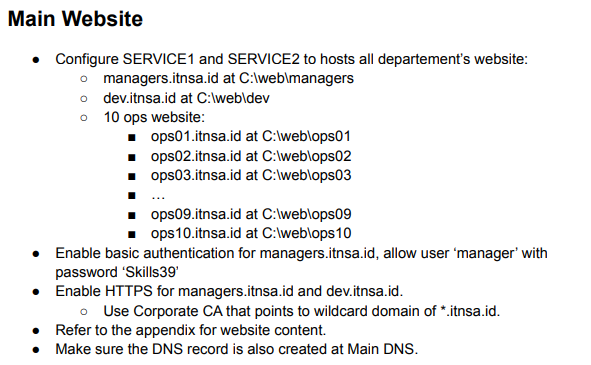 Main Website
● Configure SERVICE1 and SERVICE2 to hosts all departement's website:
○ managers.itnsa.id at C:\web\managers
○ dev.itnsa.id at C:\web\dev
○ 10 ops website:
■ ops01.itnsa.id at C:\web\ops01
■ ops02.itnsa.id at C:\web\ops02
■ ops03.itnsa.id at C:\web\ops03
■ ...
■ ops09.itnsa.id at C:\web\ops09
■ ops10.itnsa.id at C:\web\ops10
● Enable basic authentication for managers.itnsa.id, allow user ‘manager’ with
password ‘Skills39’
● Enable HTTPS for managers.itnsa.id and dev.itnsa.id.
○ Use Corporate CA that points to wildcard domain of *.itnsa.id.
● Refer to the appendix for website content.
● Make sure the DNS record is also created at Main DNS.